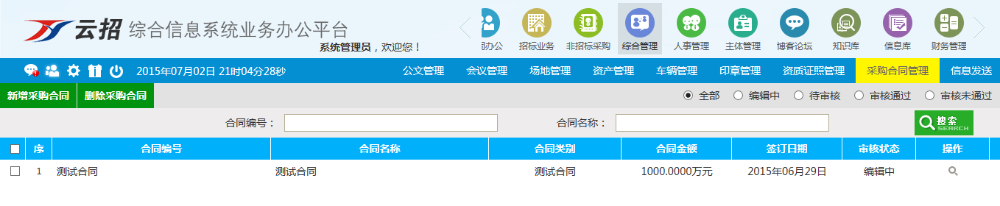 云招 综合信息系统业务办公平台
系统管理员，欢迎您！
司办公 招标业务 非招标采购 综合管理 人事管理 主体管理 博客论坛 知识库 信息库 财务管理
2015年07月02日 21时04分28秒 公文管理 会议管理 场地管理 资产管理 车辆管理 印章管理 资质证照管理 采购合同管理 信息发送
新增采购合同 删除采购合同 全部 编辑中 待审核 审核通过 审核未通过
合同编号： 合同名称： 搜索
SEARCH
序 合同编号 合同名称 合同类别 合同金额 签订日期 审核状态 操作
1 测试合同 测试合同 测试合同 1000.0000万元 2015年06月29日 编辑中